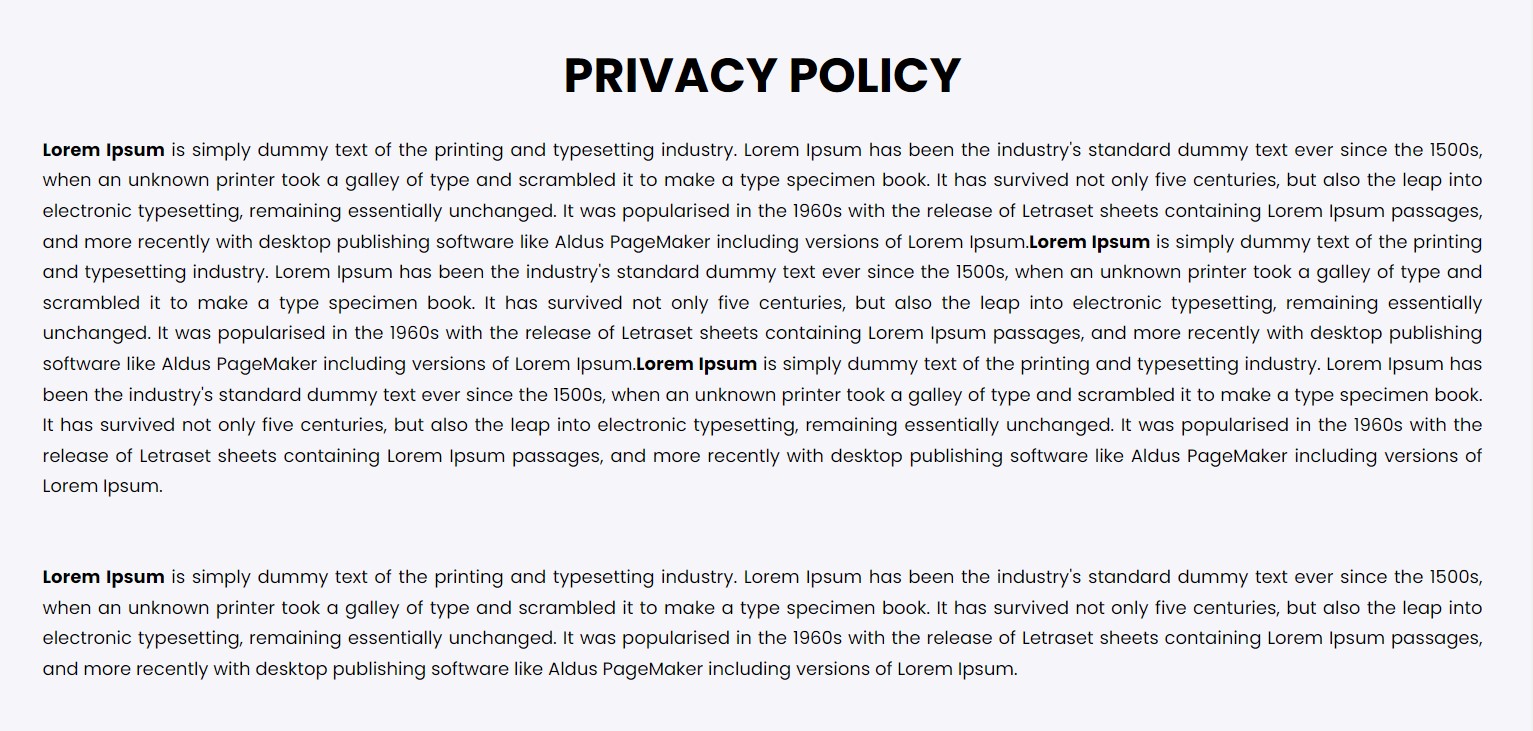 PRIVACY POLICY
Lorem Ipsum is simply dummy text of the printing and typesetting industry. Lorem Ipsum has been the industry's standard dummy text ever since the 1500s,
when an unknown printer took a galley of type and scrambled it to make a type specimen book. It has survived not only five centuries, but also the leap into
electronic typesetting, remaining essentially unchanged. It was popularised in the 1960s with the release of Letraset sheets containing Lorem Ipsum passages,
and more recently with desktop publishing software like Aldus PageMaker including versions of Lorem Ipsum.Lorem Ipsum is simply dummy text of the printing
and typesetting industry. Lorem Ipsum has been the industry's standard dummy text ever since the 1500s, when an unknown printer took a galley of type and
scrambled it to make a type specimen book. It has survived not only five centuries, but also the leap into electronic typesetting, remaining essentially
unchanged. It was popularised in the 1960s with the release of Letraset sheets containing Lorem Ipsum passages, and more recently with desktop publishing
software like Aldus PageMaker including versions of Lorem Ipsum.Lorem Ipsum is simply dummy text of the printing and typesetting industry. Lorem Ipsum has
been the industry's standard dummy text ever since the 1500s, when an unknown printer took a galley of type and scrambled it to make a type specimen book.
It has survived not only five centuries, but also the leap into electronic typesetting, remaining essentially unchanged. It was popularised in the 1960s with the
release of Letraset sheets containing Lorem Ipsum passages, and more recently with desktop publishing software like Aldus PageMaker including versions of
Lorem Ipsum.
Lorem Ipsum is simply dummy text of the printing and typesetting industry. Lorem Ipsum has been the industry's standard dummy text ever since the 1500s,
when an unknown printer took a galley of type and scrambled it to make a type specimen book. It has survived not only five centuries, but also the leap into
electronic typesetting, remaining essentially unchanged. It was popularised in the 1960s with the release of Letraset sheets containing Lorem Ipsum passages,
and more recently with desktop publishing software like Aldus PageMaker including versions of Lorem Ipsum.